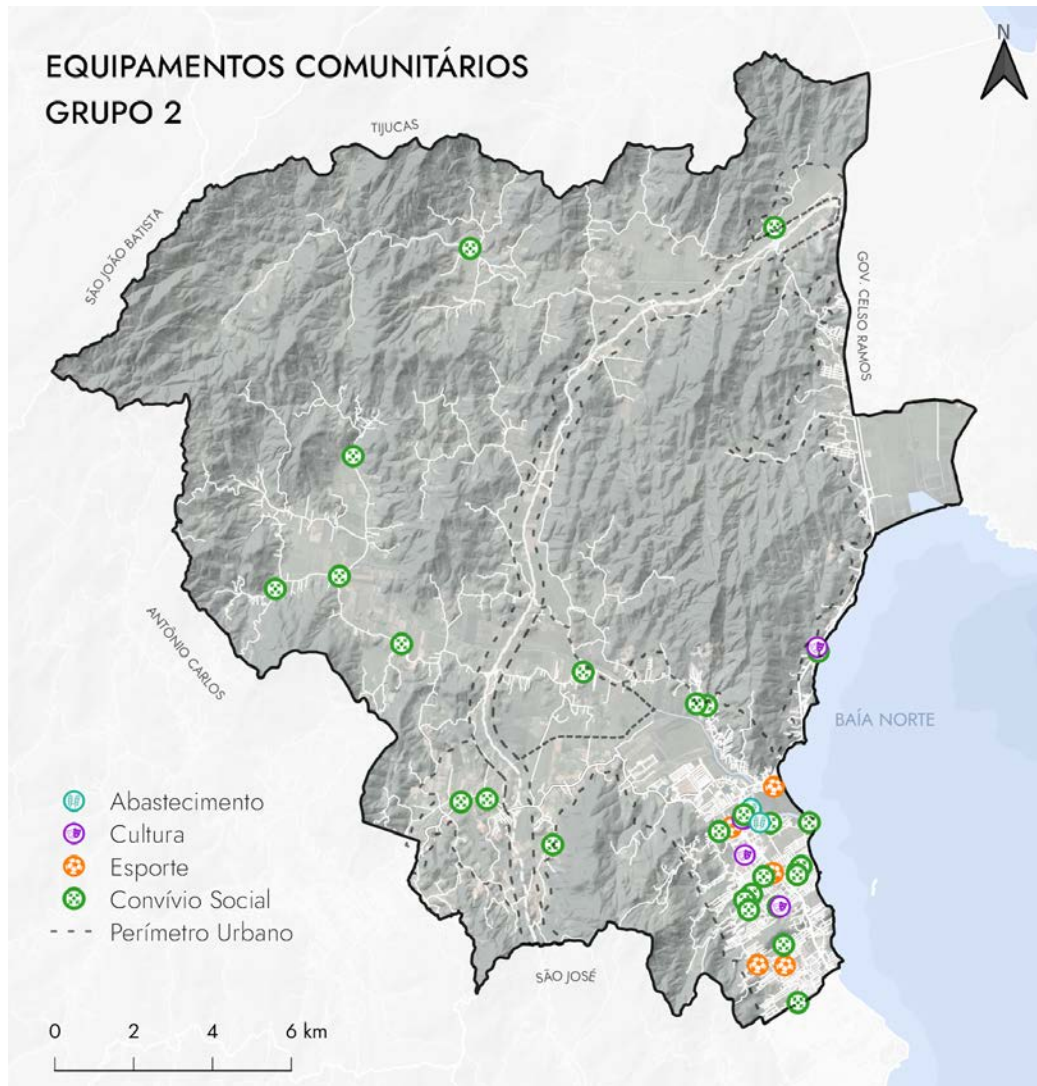 EQUIPAMENTOS COMUNITÁRIOS
GRUPO 2
N
TIJUCAS
SÃO JOÃO BATISTA
GOV. CELSO RAMOS
ANTÔNIO CARLOS
BAÍA NORTE
Abastecimento
Cultura
Esporte
Convívio Social
Perímetro Urbano
SÃO JOSÉ
0 2 4 6 km